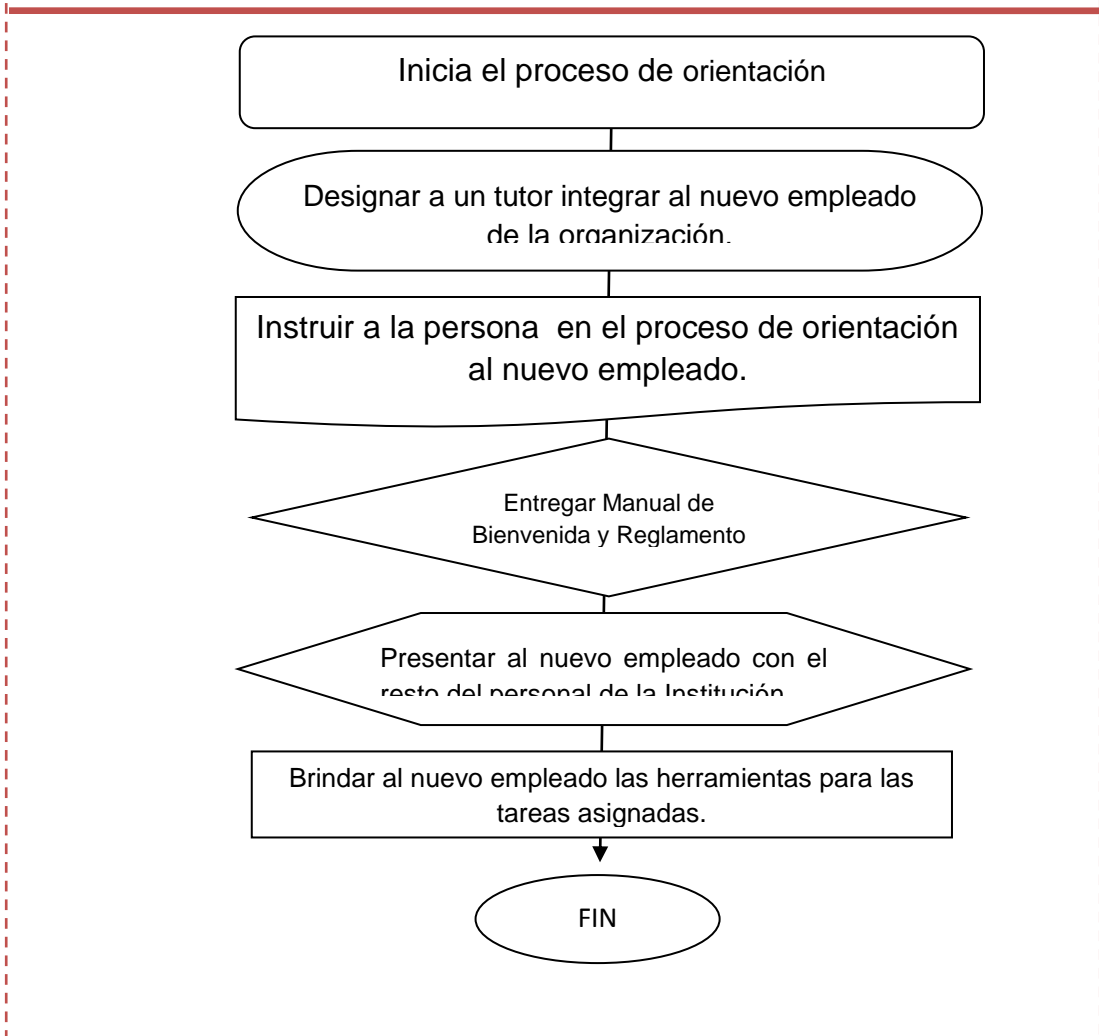 Inicia el proceso de orientación
Designar a un tutor integrar al nuevo empleado
de la organización.
Instruir a la persona en el proceso de orientación
al nuevo empleado.
Entregar Manual de
Bienvenida y Reglamento
Presentar al nuevo empleado con el
resto del personal de la Institución
Brindar al nuevo empleado las herramientas para las
tareas asignadas.
FIN